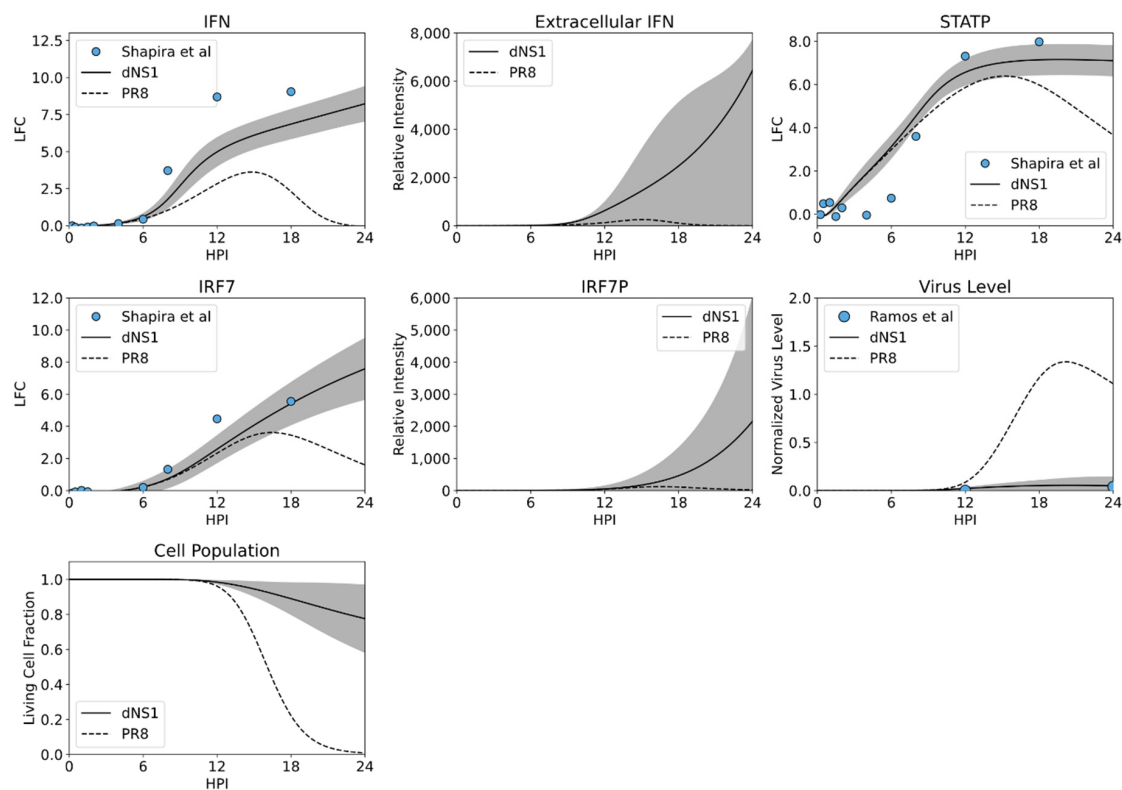 IFN
12.5
10.0
7.5
5.0
2.5
0.0
LFC
Shapira et al
dNS1
PR8
0 6 12 18 24
HPI
Extracellular IFN
8,000
6,000
4,000
2,000
0
Relative Intensity
dNS1
PR8
0 6 12 18 24
HPI
STATP
8.0
6.0
4.0
2.0
0.0
LFC
Shapira et al
dNS1
PR8
0 6 12 18 24
HPI
IRF7
12.0
10.0
8.0
6.0
4.0
2.0
0.0
LFC
Shapira et al
dNS1
PR8
0 6 12 18 24
HPI
IRF7P
6,000
5,000
4,000
3,000
2,000
1,000
0
Relative Intensity
dNS1
PR8
0 6 12 18 24
HPI
Virus Level
2.0
1.5
1.0
0.5
0.0
Normalized Virus Level
Ramos et al
dNS1
PR8
0 6 12 18 24
HPI
Cell Population
1.0
0.8
0.6
0.4
0.2
0.0
Living Cell Fraction
dNS1
PR8
0 6 12 18 24
HPI